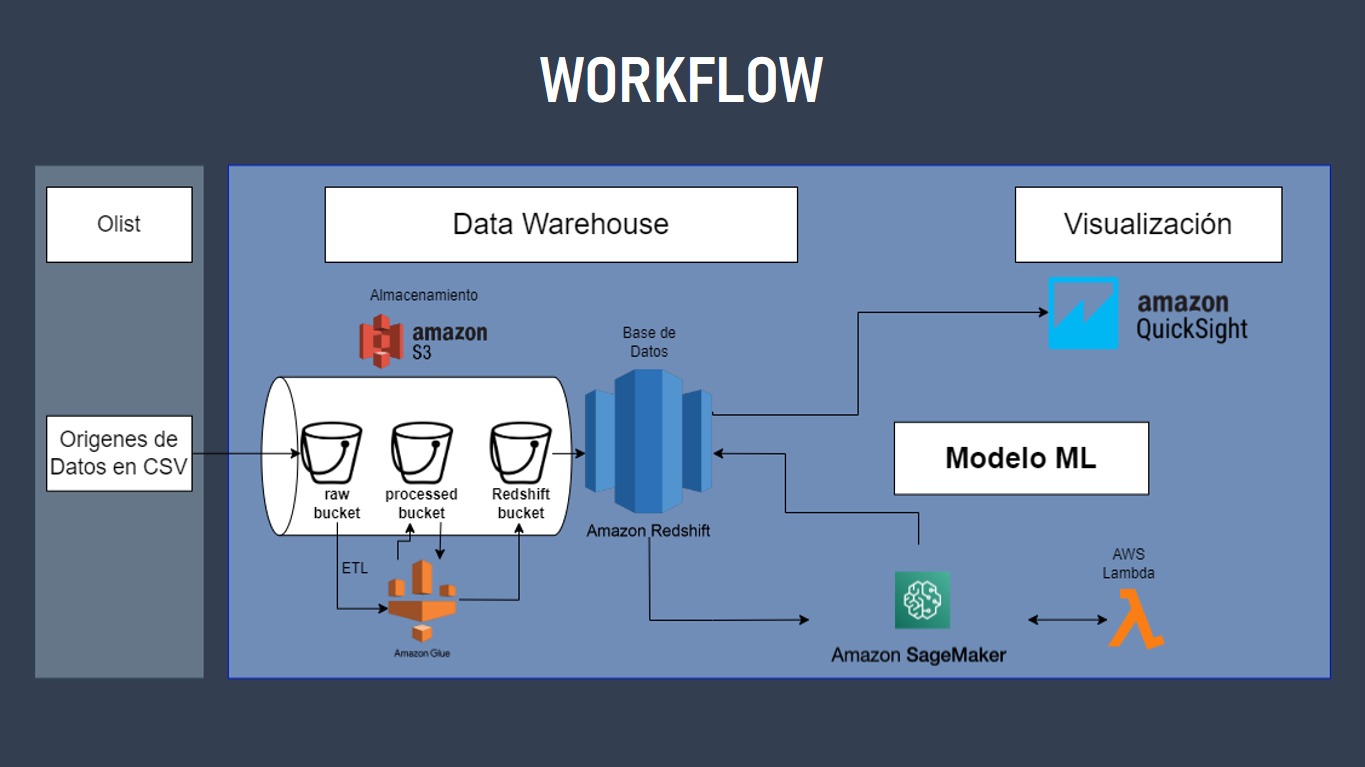 WORKFLOW
Olist
Data Warehouse
Visualización
Almacenamiento
amazon
S3
Base de
Datos
amazon
QuickSight
Origenes de
Datos en CSV
raw
bucket
processed
bucket
Redshift
bucket
Modelo ML
Amazon Redshift
ETL
AWS
Lambda
Amazon Glue
Amazon SageMaker